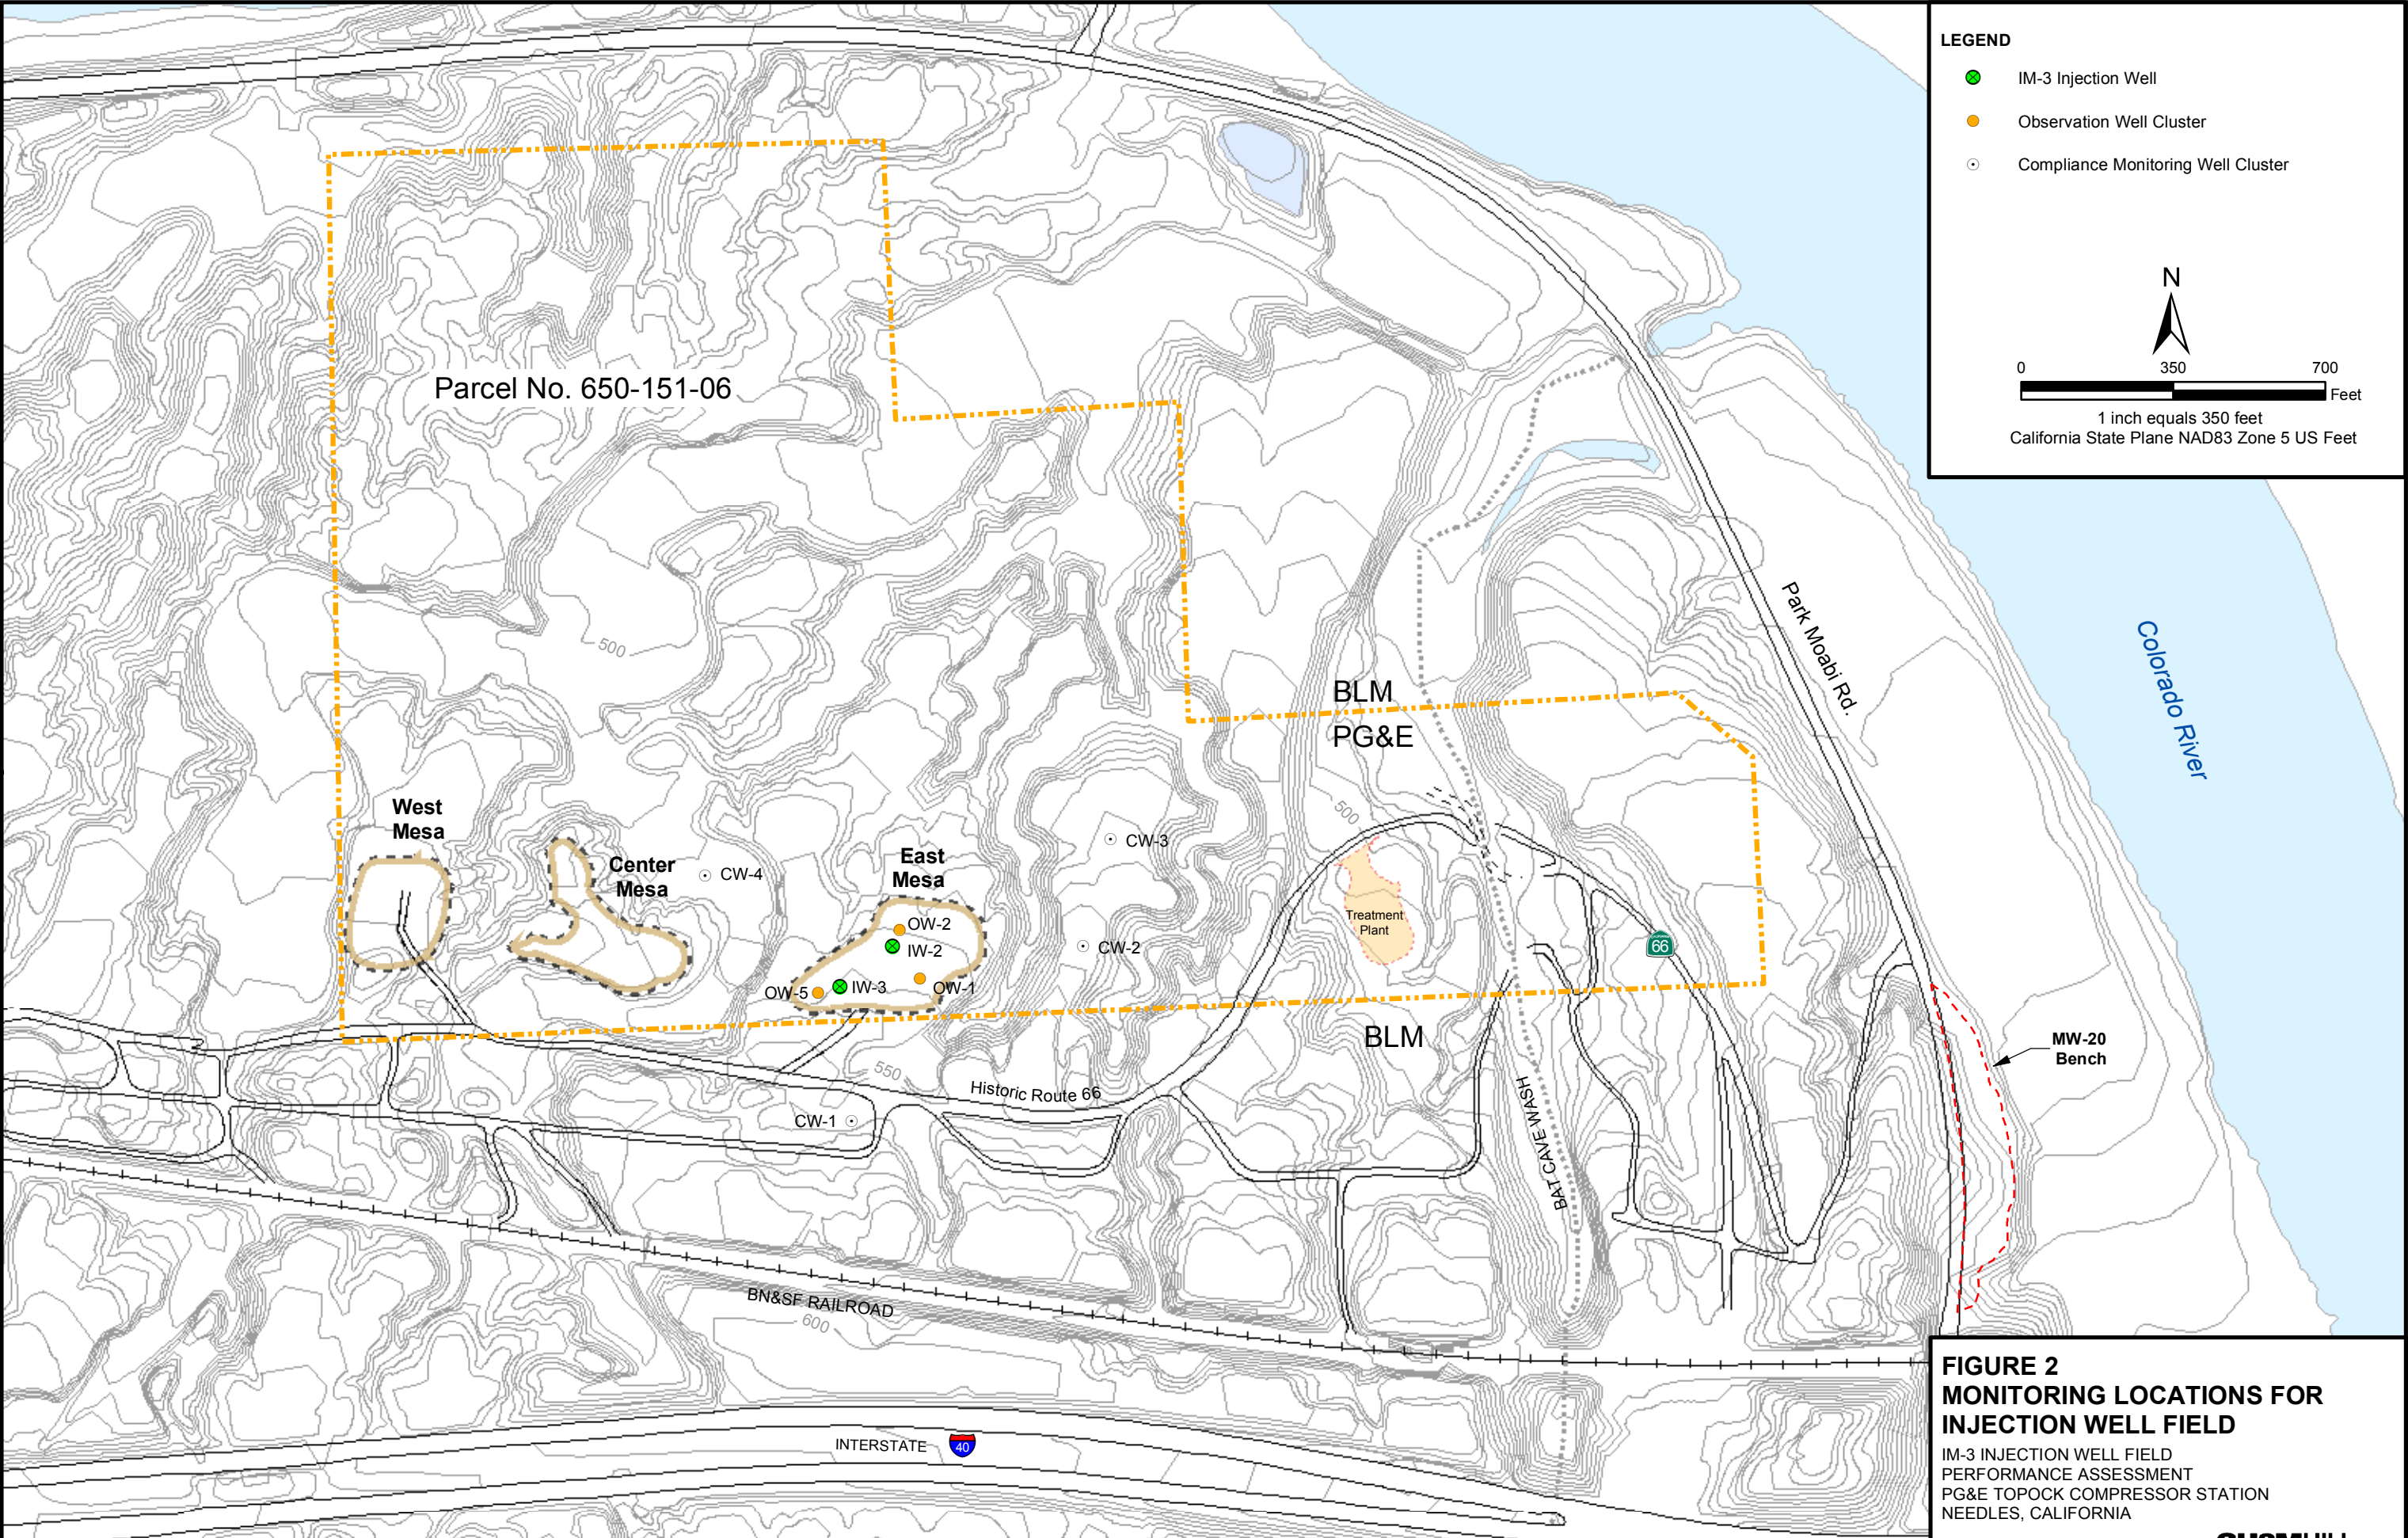 LEGEND
IM-3 Injection Well
Observation Well Cluster
Compliance Monitoring Well Cluster
N
0 350 700
Feet
1 inch equals 350 feet
California State Plane NAD83 Zone 5 US Feet
Parcel No. 650-151-06
500
Park Moabi Rd.
Colorado River
BLM
PG&E
500
West
Mesa
Center
Mesa
CW-4
East
Mesa
CW-3
OW-2
IW-2
CW-2
Treatment
Plant
66
OW-5
IW-3
OW-1
BLM
MW-20
Bench
550
Historic Route 66
CW-1
BAT CAVE WASH
BN&SF RAILROAD
600
INTERSTATE 40
FIGURE 2
MONITORING LOCATIONS FOR
INJECTION WELL FIELD
IM-3 INJECTION WELL FIELD
PERFORMANCE ASSESSMENT
PG&E TOPOCK COMPRESSOR STATION
NEEDLES, CALIFORNIA